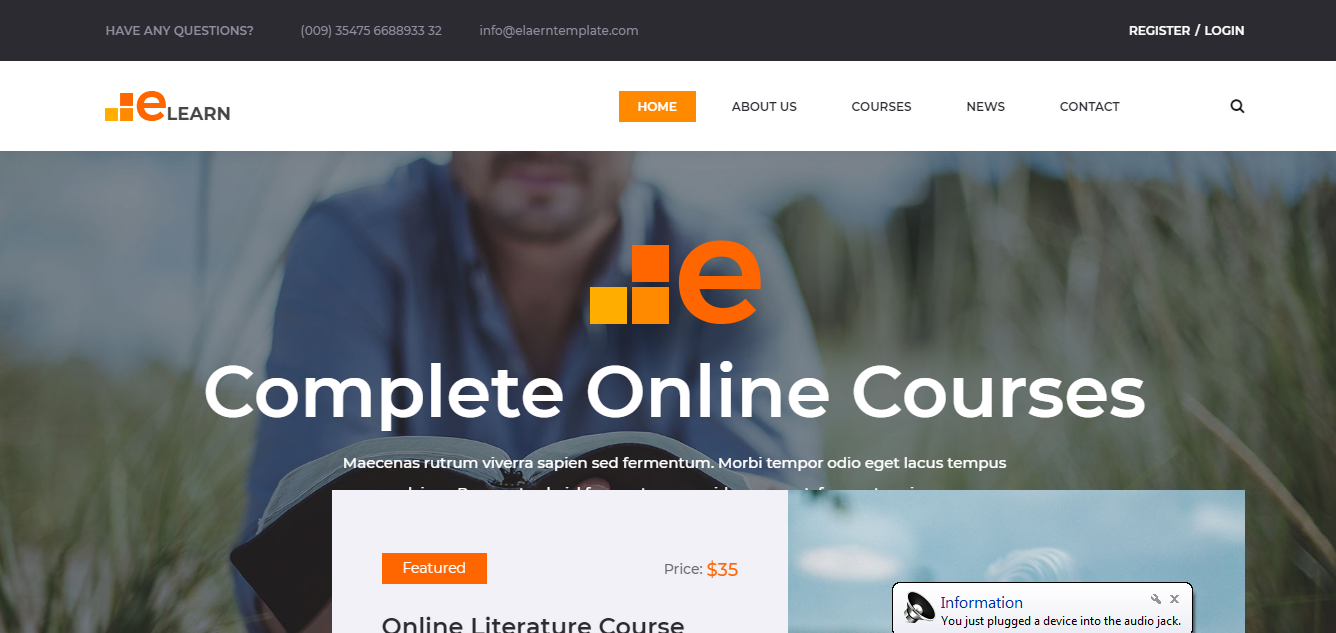 HAVE ANY QUESTIONS? (009) 35475 6688933 32 info@elaerntemplate.com REGISTER / LOGIN
eLEARN HOME ABOUT US COURSES NEWS CONTACT
e
Complete Online Courses
Maecenas rutrum viverra sapien sed fermentum. Morbi tempor odio eget lacus tempus
Featured Price: $35
Online Literature Course
Information
You just plugged a device into the audio jack.